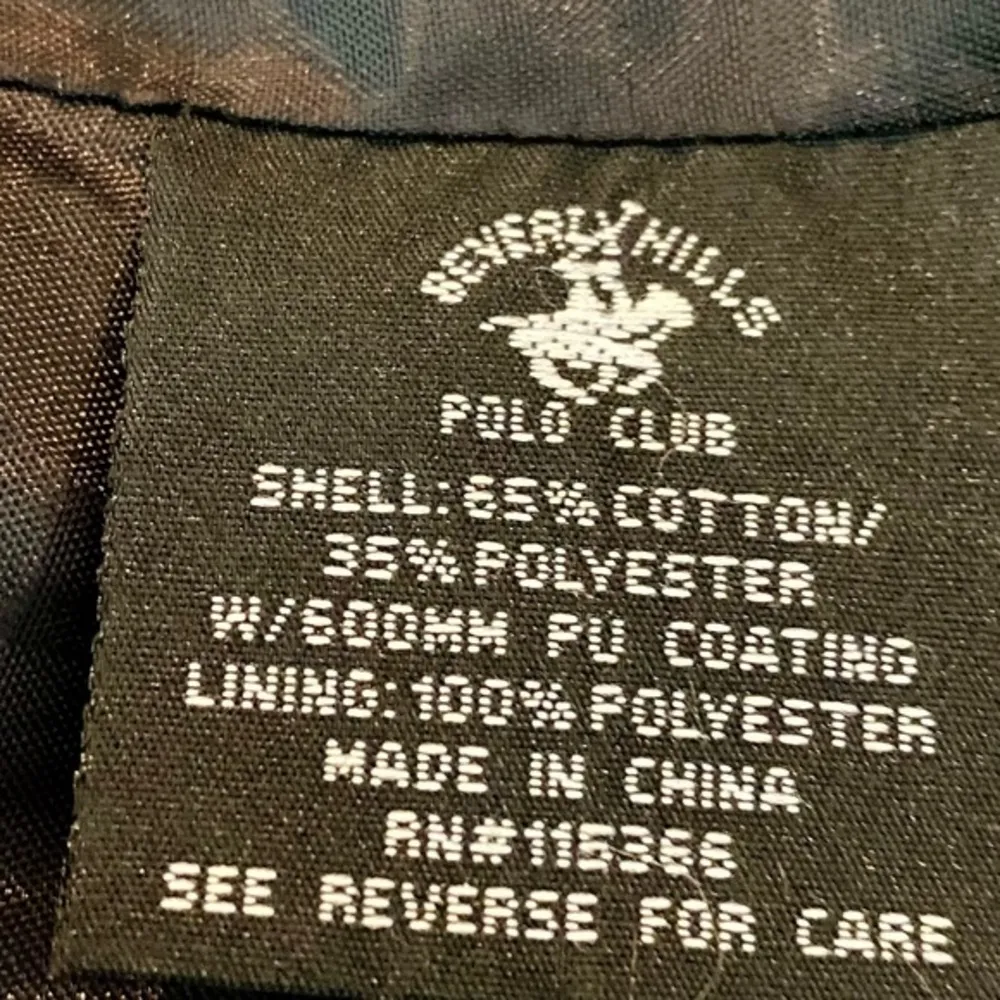 BEVERLY HILLS
POLO CLUB
SHELL:65%COTTON/
35%POLYESTER
W/600MM PU COATING
LINING:100%POLYESTER
MADE IN CHINA
RN#115366
SEE REVERSE FOR CARE